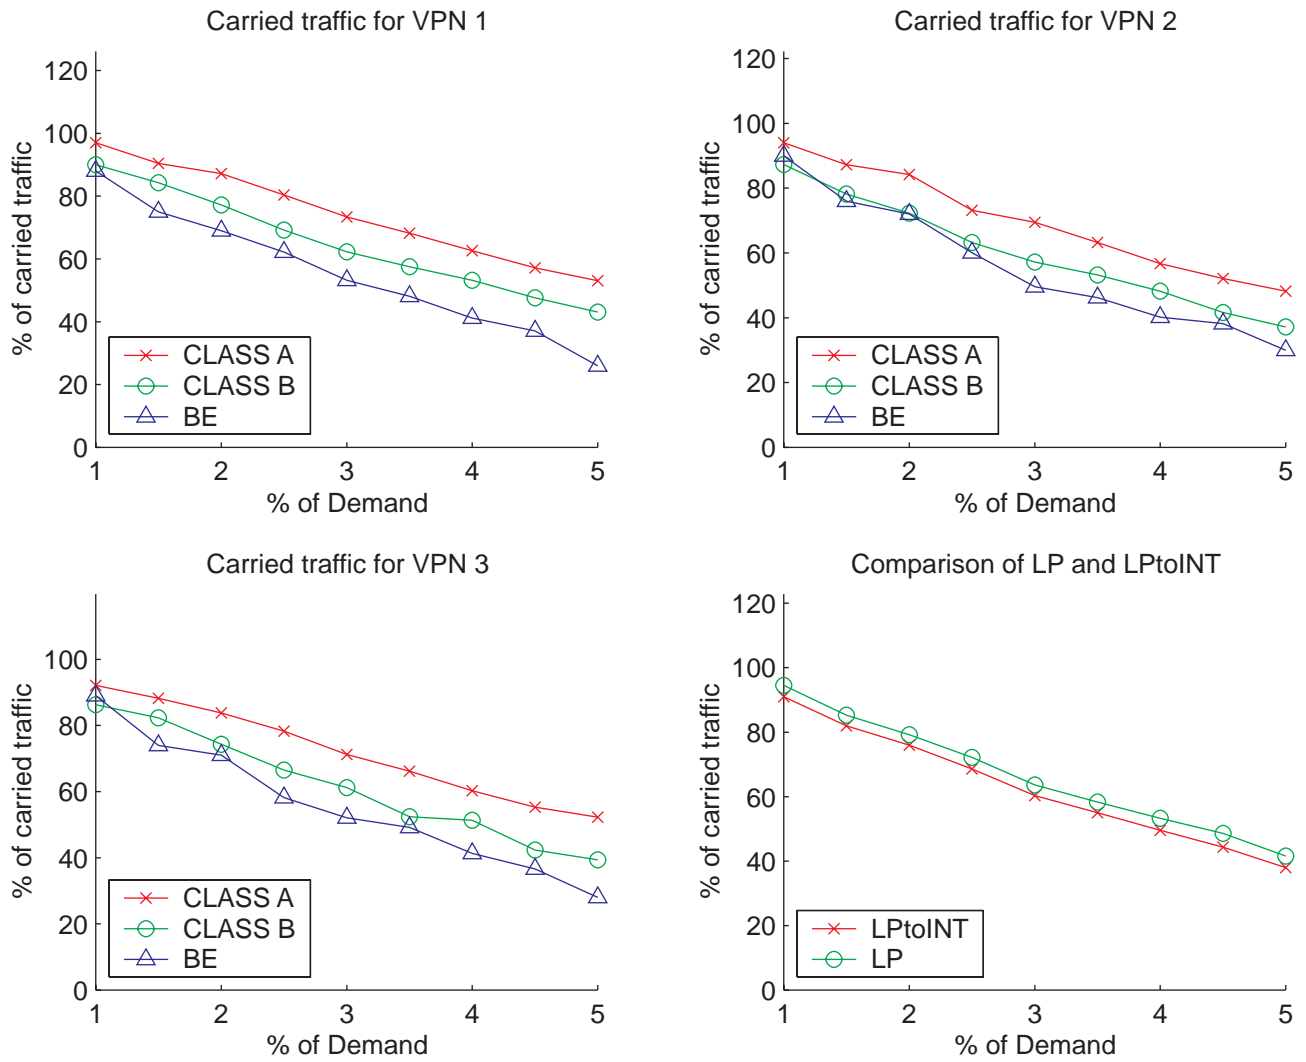 Carried traffic for VPN 1
120
100
80
60
40
20
0
% of carried traffic
CLASS A
CLASS B
BE
1 2 3 4 5
% of Demand
Carried traffic for VPN 2
120
100
80
60
40
20
0
% of carried traffic
CLASS A
CLASS B
BE
1 2 3 4 5
% of Demand
Carried traffic for VPN 3
100
80
60
40
20
0
% of carried traffic
CLASS A
CLASS B
BE
1 2 3 4 5
% of Demand
Comparison of LP and LPtoINT
120
100
80
60
40
20
0
% of carried traffic
LPtoINT
LP
1 2 3 4 5
% of Demand